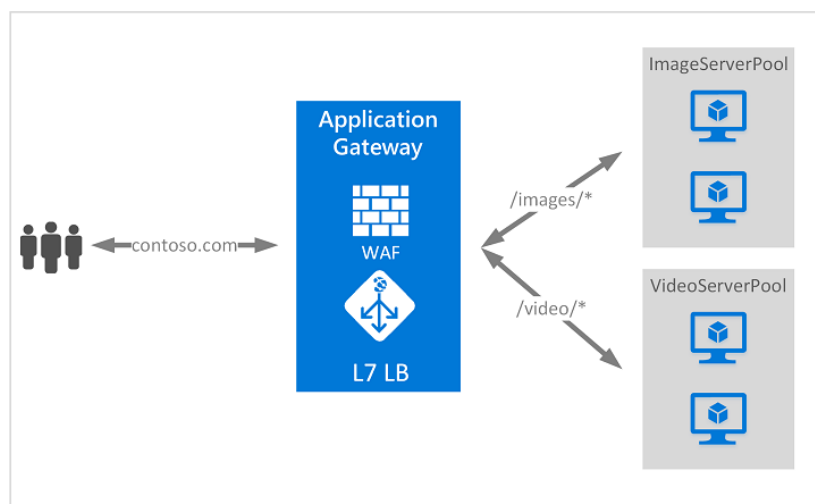 contoso.com
Application
Gateway
WAF
L7 LB
/images/*
/video/*
ImageServerPool
VideoServerPool